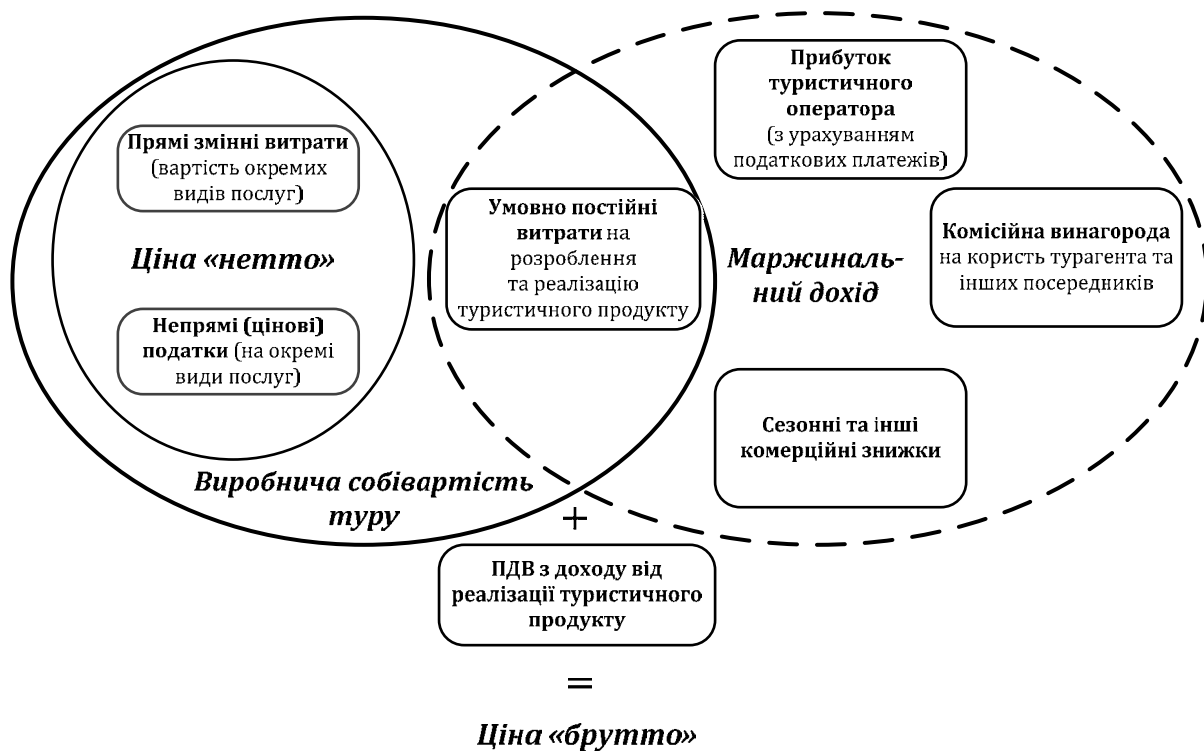 Прямі змінні витрати
(вартість окремих
видів послуг)
Ціна «нетто»
Непрямі (цінові)
податки (на окремі
види послуг)
Виробнича собівартість
туру
Умовно постійні
витрати на
розроблення
та реалізацію
туристичного продукту
Прибуток
туристичного
оператора
(з урахуванням
податкових платежів)
Маржиналь-
ний дохід
Комісійна винагорода
на користь турагента та
інших посередників
Сезонні та інші
комерційні знижки
+
ПДВ з доходу від
реалізації туристичного
продукту
=
Ціна «брутто»